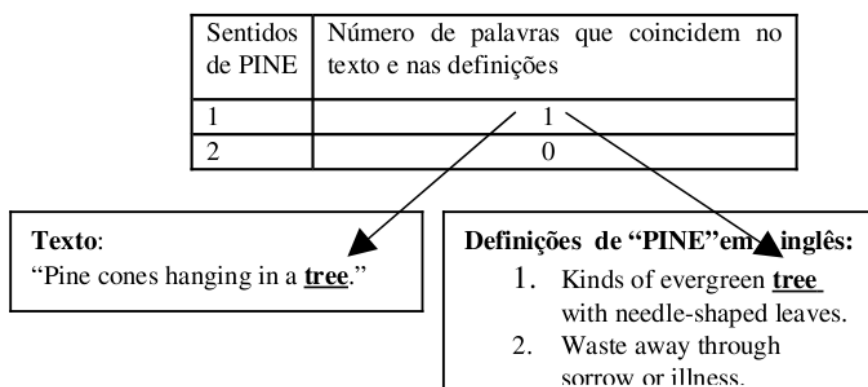 Sentidos de PINE
Número de palavras que coincidem no texto e nas definições
1 1
2 0
Texto:
“Pine cones hanging in a tree.”
Definições de “PINE”em inglês:
1. Kinds of evergreen tree
with needle-shaped leaves.
2. Waste away through
sorrow or illness.